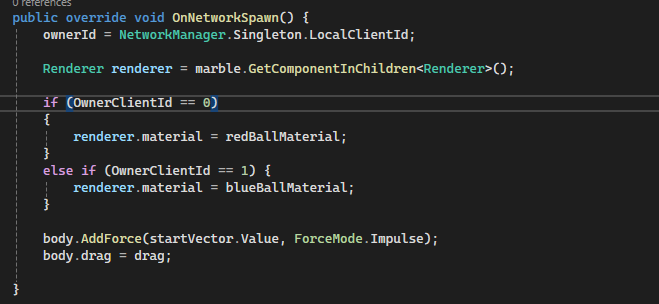 0 references
public override void OnNetworkSpawn() {
ownerId = NetworkManager.Singleton.LocalClientId;
Renderer renderer = marble.GetComponentInChildren<Renderer>();
if (OwnerClientId == 0)
{
renderer.material = redBallMaterial;
}
else if (OwnerClientId == 1) {
renderer.material = blueBallMaterial;
}
body.AddForce(startVector.Value, ForceMode.Impulse);
body.drag = drag;
}